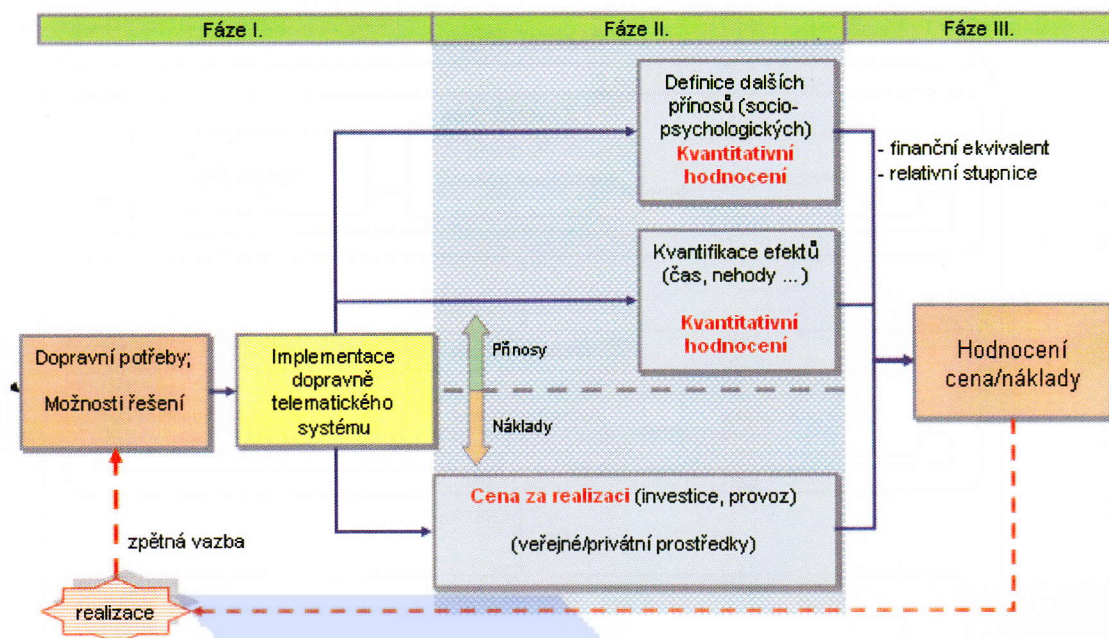 Fáze I.
Fáze II.
Fáze III.
Definice dalších
přínosů (socio-
psychologických)
Kvantitativní
hodnocení
- finanční ekvivalent
- relativní stupnice
Kvantifikace efektů
(čas, nehody ...)
Kvantitativní
hodnocení
Dopravní potřeby;
Možnosti řešení
Implementace
dopravně
telematického
systému
Přínosy
Náklady
Hodnocení
cena/náklady
Cena za realizaci (investice, provoz)
(veřejné/privátní prostředky)
zpětná vazba
realizace